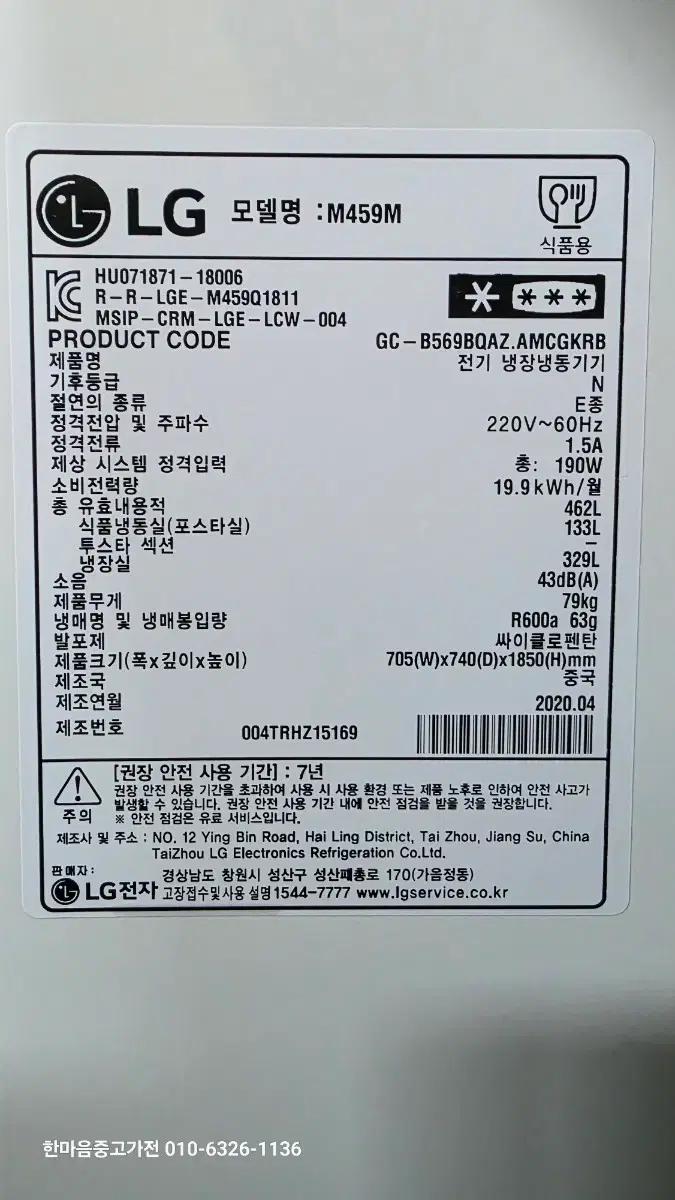 LG 모델명 : M459M
식품용
HU071871-18006
R-R-LGE-M459Q1811
MSIP-CRM-LGE-LCW-004
PRODUCT CODE GC-B569BQAZ.AMCGKRB
제품명 전기 냉장냉동기기
기후등급 N
절연의 종류 E종
정격전압 및 주파수 220V~60Hz
정격전류 1.5A
제상 시스템 정격입력 총: 190W
소비전력량 19.9kWh/월
총 유효내용적 462L
식품냉동실(포스타실) 133L
투스타 섹션 -
냉장실 329L
소음 43dB(A)
제품무게 79kg
냉매명 및 냉매봉입량 R600a 63g
발포제 싸이클로펜탄
제품크기(폭x깊이x높이) 705(W)x740(D)x1850(H)mm
제조국 중국
제조연월 2020.04
제조번호 004TRHZ15169
[권장 안전 사용 기간] : 7년
권장 안전 사용 기간을 초과하여 사용 시 사용 환경 또는 제품 노후로 인하여 안전 사고가
발생할 수 있습니다. 권장 안전 사용 기간 내에 안전 점검을 받을 것을 권장합니다.
주의 ※ 안전 점검은 유료 서비스입니다.
제조사 및 주소 : NO. 12 Ying Bin Road, Hai Ling District, Tai Zhou, Jiang Su, China
TaiZhou LG Electronics Refrigeration Co.Ltd.
판매자 : 경상남도 창원시 성산구 성산패총로 170(가음정동)
LG전자 고장접수및사용 설명 1544-7777 www.lgservice.co.kr
한마음중고가전 010-6326-1136